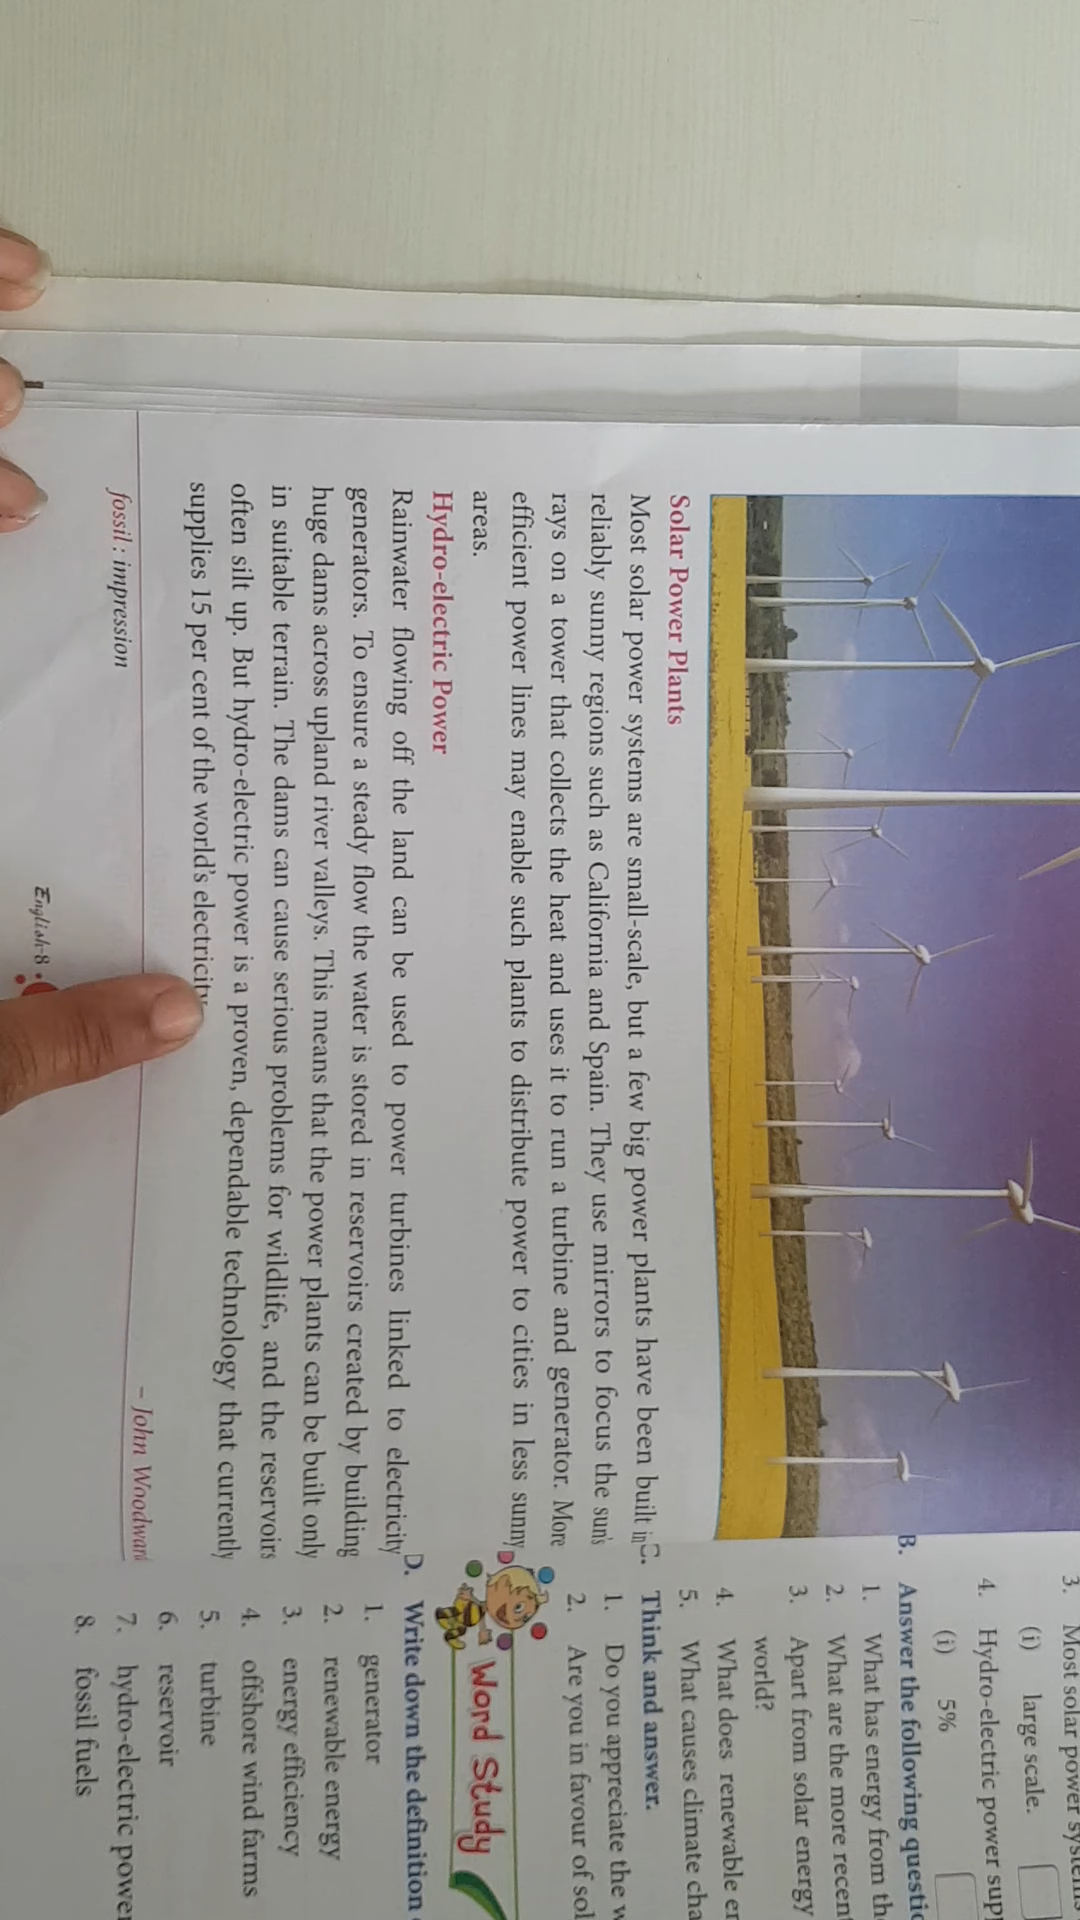 Solar Power Plants
Most solar power systems are small-scale, but a few big power plants have been built in
reliably sunny regions such as California and Spain. They use mirrors to focus the sun's
rays on a tower that collects the heat and uses it to run a turbine and generator. More
efficient power lines may enable such plants to distribute power to cities in less sunny
areas.
Hydro-electric Power
Rainwater flowing off the land can be used to power turbines linked to electricity
generators. To ensure a steady flow the water is stored in reservoirs created by building
huge dams across upland river valleys. This means that the power plants can be built only
in suitable terrain. The dams can cause serious problems for wildlife, and the reservoirs
often silt up. But hydro-electric power is a proven, dependable technology that currently
supplies 15 per cent of the world's electricity.
– John Woodward
fossil : impression
English-8
3. Most solar power systems
(i) large scale.
4. Hydro-electric power
(i) 5%
B. Answer the following
1. What has energy from
2. What are the more
3. Apart from solar energy
world?
4. What does renewable
5. What causes climate
C. Think and answer.
1. Do you appreciate the
2. Are you in favour of
Word Study
D. Write down the definition
1. generator
2. renewable energy
3. energy efficiency
4. offshore wind farms
5. turbine
6. reservoir
7. hydro-electric power
8. fossil fuels